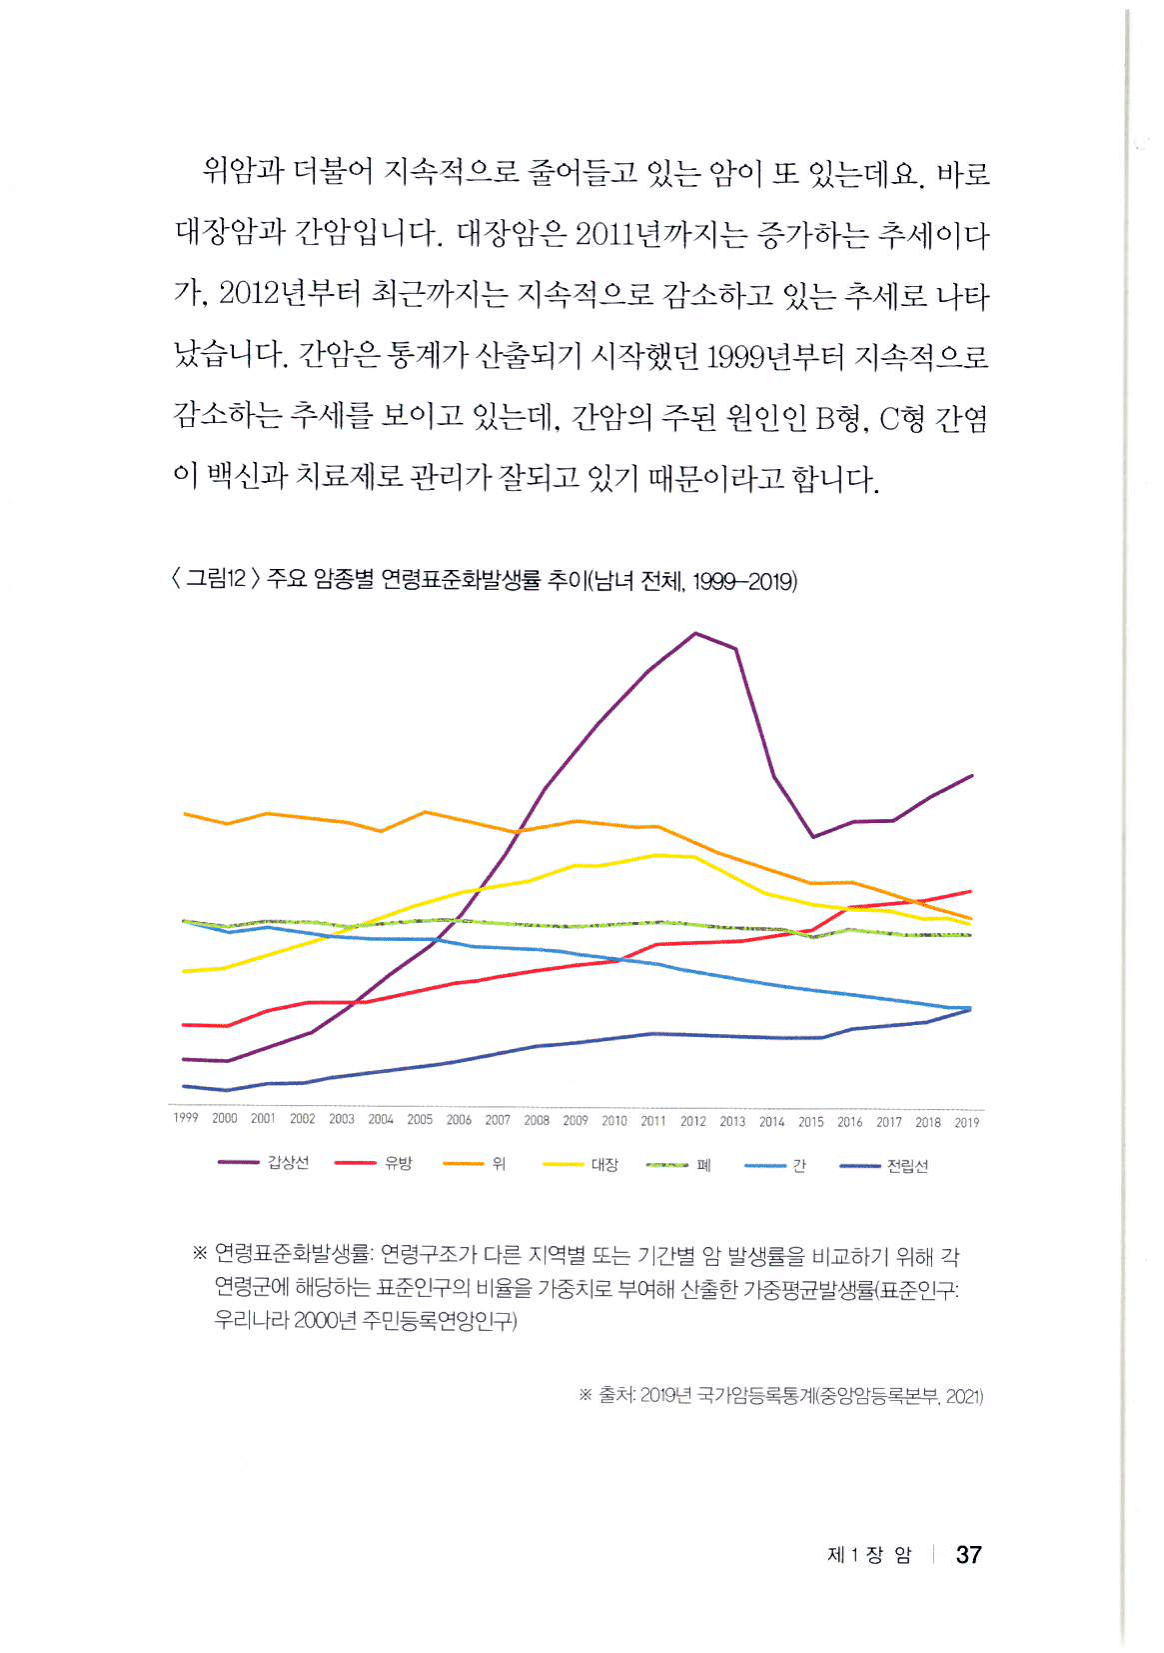 위암과 더불어 지속적으로 줄어들고 있는 암이 또 있는데요. 바로
대장암과 간암입니다. 대장암은 2011년까지는 증가하는 추세이다
가, 2012년부터 최근까지는 지속적으로 감소하고 있는 추세로 나타
났습니다. 간암은 통계가 산출되기 시작했던 1999년부터 지속적으로
감소하는 추세를 보이고 있는데, 간암의 주된 원인인 B형, C형 간염
이 백신과 치료제로 관리가 잘되고 있기 때문이라고 합니다.
〈그림12〉 주요 암종별 연령표준화발생률 추이(남녀 전체, 1999–2019)
1999 2000 2001 2002 2003 2004 2005 2006 2007 2008 2009 2010 2011 2012 2013 2014 2015 2016 2017 2018 2019
갑상선 유방 위 대장 폐 간 전립선
※ 연령표준화발생률: 연령구조가 다른 지역별 또는 기간별 암 발생률을 비교하기 위해 각
연령군에 해당하는 표준인구의 비율을 가중치로 부여해 산출한 가중평균발생률(표준인구:
우리나라 2000년 주민등록연앙인구)
※ 출처: 2019년 국가암등록통계(중앙암등록본부, 2021)
제1장 암 | 37